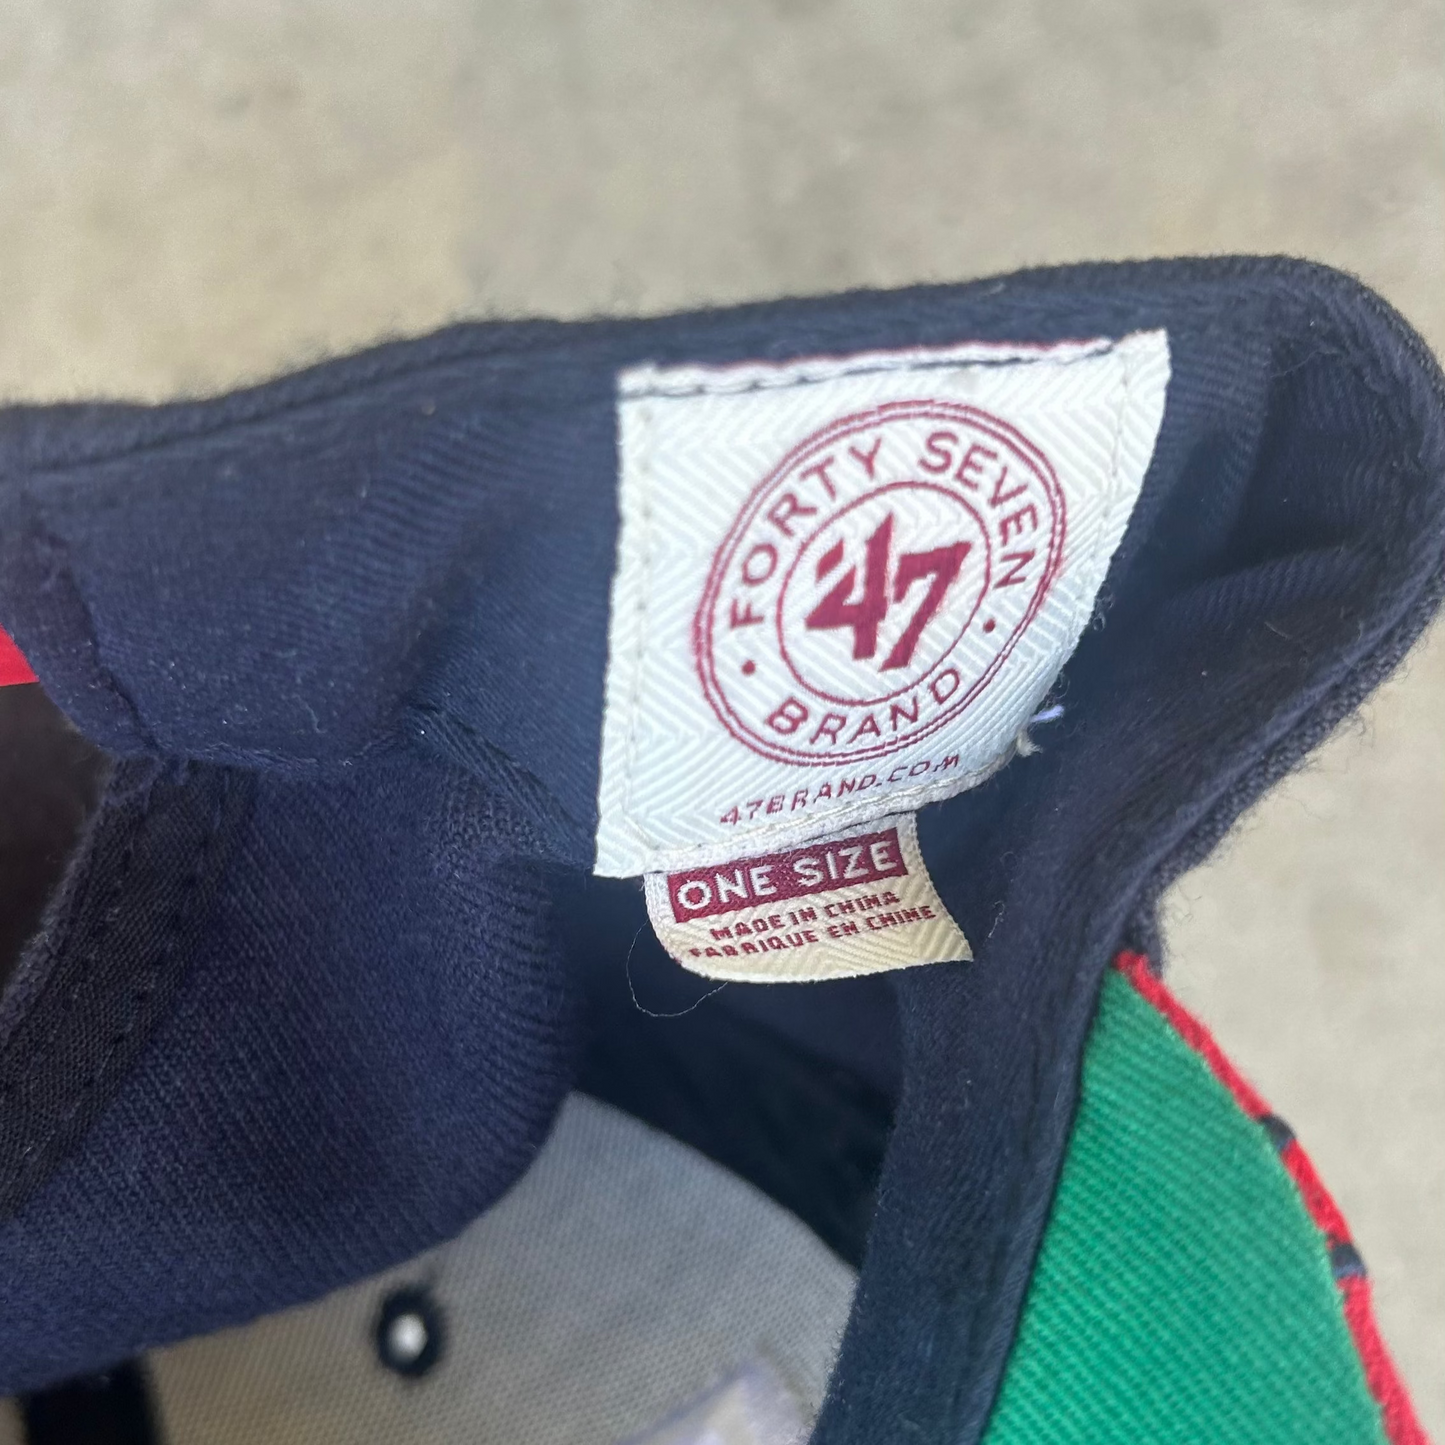 FORTY SEVEN
47
• BRAND •
47BRAND.COM
ONE SIZE
MADE IN CHINA
FABRIQUE EN CHINE